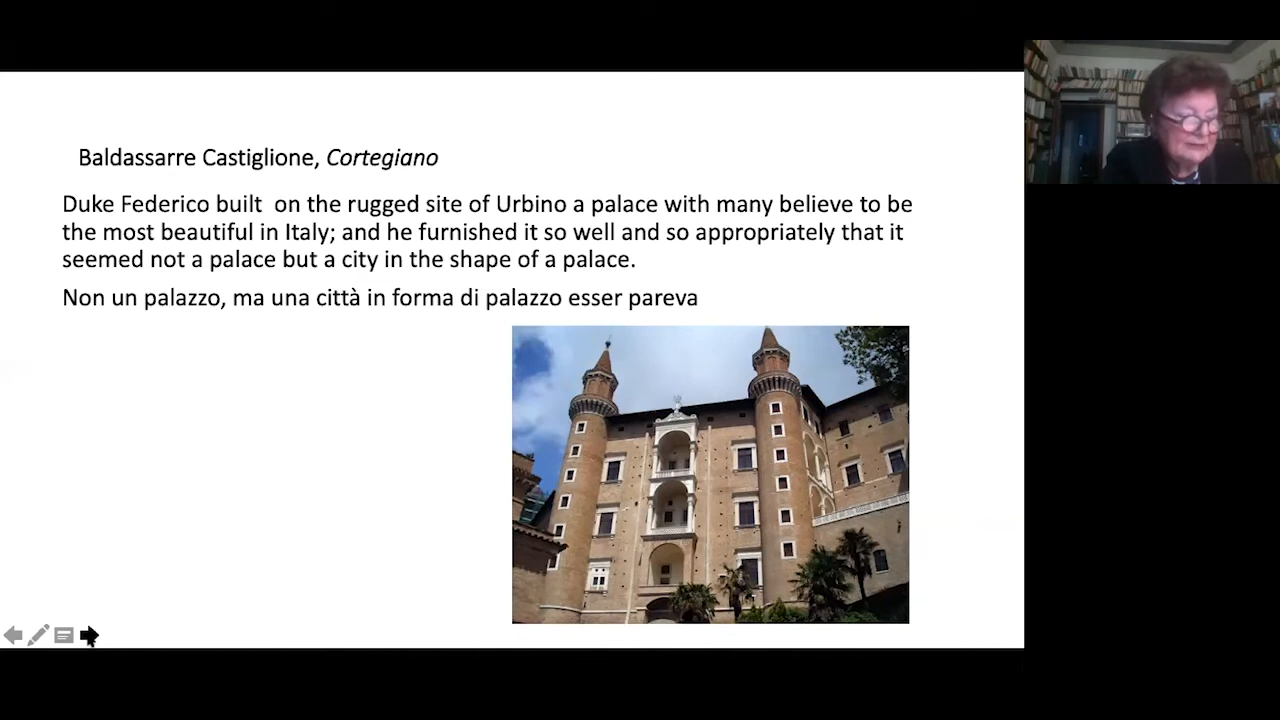 Baldassarre Castiglione, Cortegiano
Duke Federico built  on the rugged site of Urbino a palace with many believe to be
the most beautiful in Italy; and he furnished it so well and so appropriately that it
seemed not a palace but a city in the shape of a palace.
Non un palazzo, ma una città in forma di palazzo esser pareva